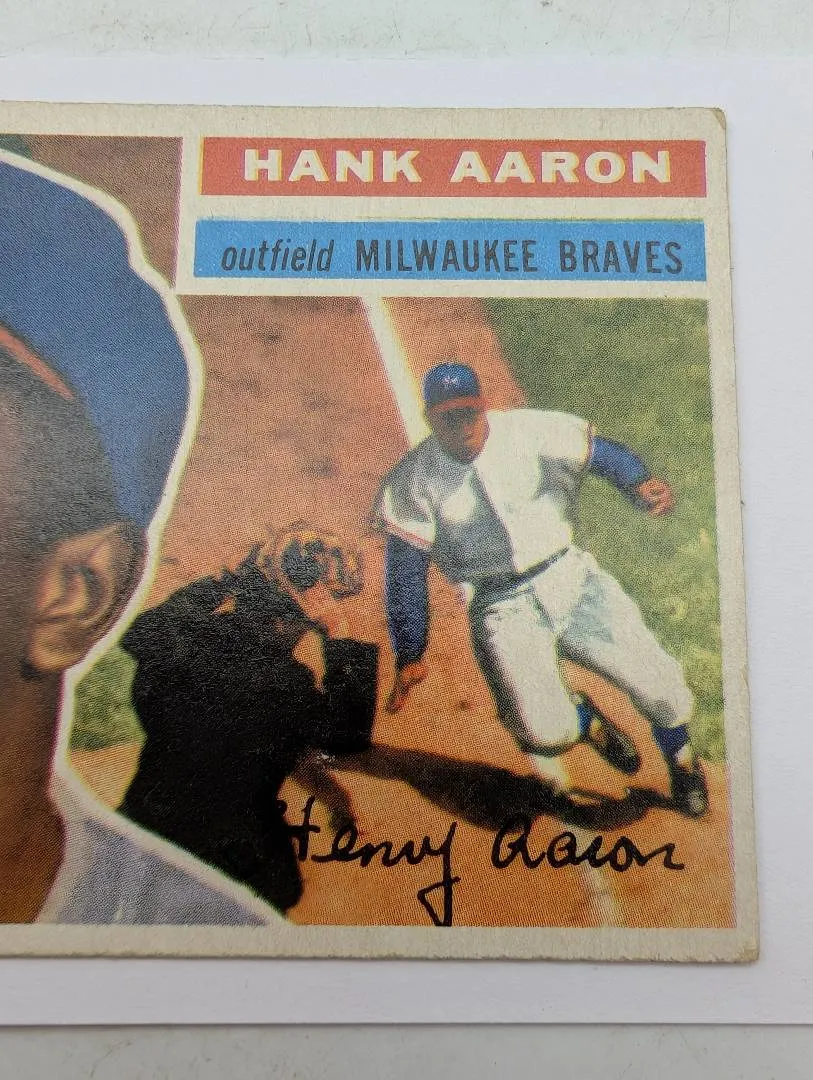 HANK AARON
outfield MILWAUKEE BRAVES
M
Henry Aaron